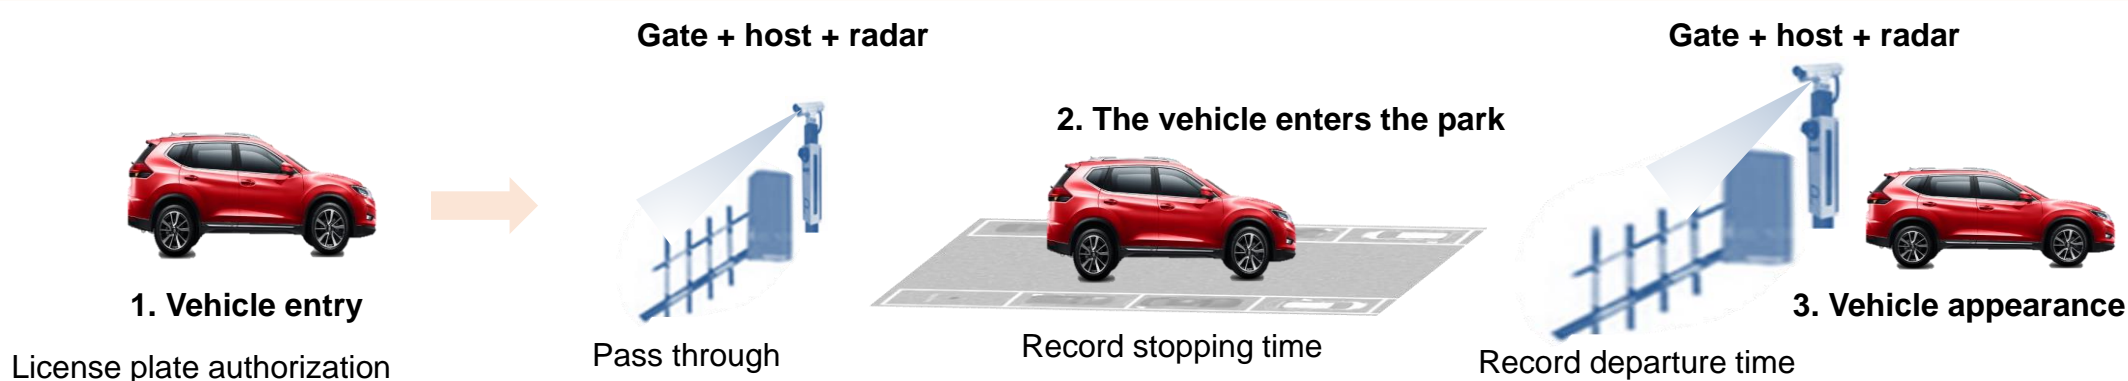 Gate + host + radar
Gate + host + radar
2. The vehicle enters the park
1. Vehicle entry
3. Vehicle appearance
License plate authorization
Pass through
Record stopping time
Record departure time